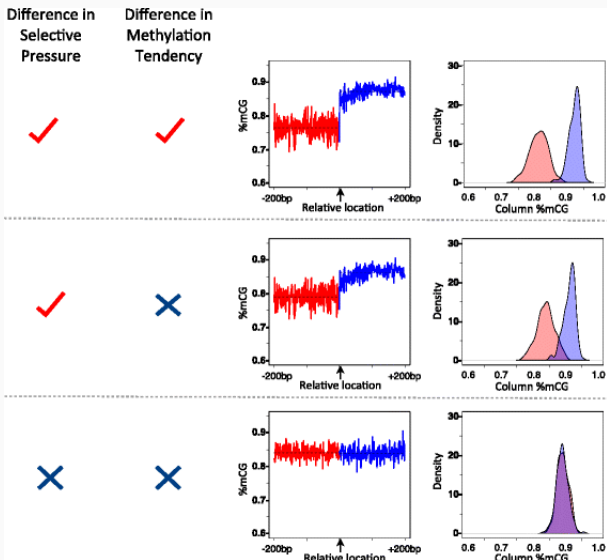 Difference in
Selective
Pressure
Difference in
Methylation
Tendency
%mCG
0.9
0.8
0.7
0.6
-200bp
+200bp
Relative location
Density
30
20
10
0
0.6 0.7 0.8 0.9 1.0
Column %mCG
%mCG
0.9
0.8
0.7
0.6
-200bp
+200bp
Relative location
Density
30
20
10
0
0.6 0.7 0.8 0.9 1.0
Column %mCG
%mCG
0.9
0.8
0.7
0.6
-200bp
+200bp
Relative location
Density
30
20
10
0
0.6 0.7 0.8 0.9 1.0
Column %mCG